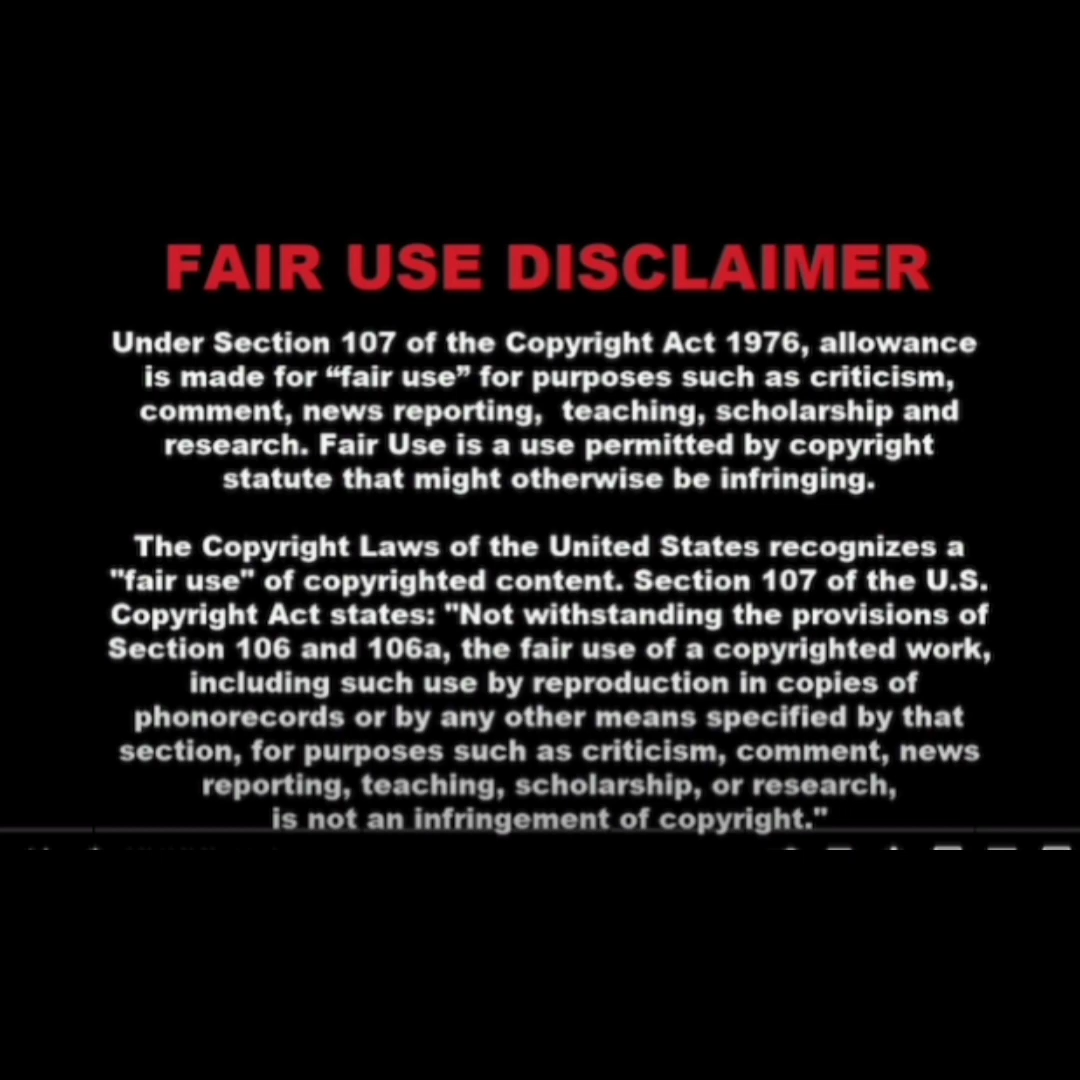 FAIR USE DISCLAIMER
Under Section 107 of the Copyright Act 1976, allowance
is made for “fair use” for purposes such as criticism,
comment, news reporting,  teaching, scholarship and
research. Fair Use is a use permitted by copyright
statute that might otherwise be infringing.
The Copyright Laws of the United States recognizes a
"fair use" of copyrighted content. Section 107 of the U.S.
Copyright Act states: "Not withstanding the provisions of
Section 106 and 106a, the fair use of a copyrighted work,
including such use by reproduction in copies of
phonorecords or by any other means specified by that
section, for purposes such as criticism, comment, news
reporting, teaching, scholarship, or research,
is not an infringement of copyright."